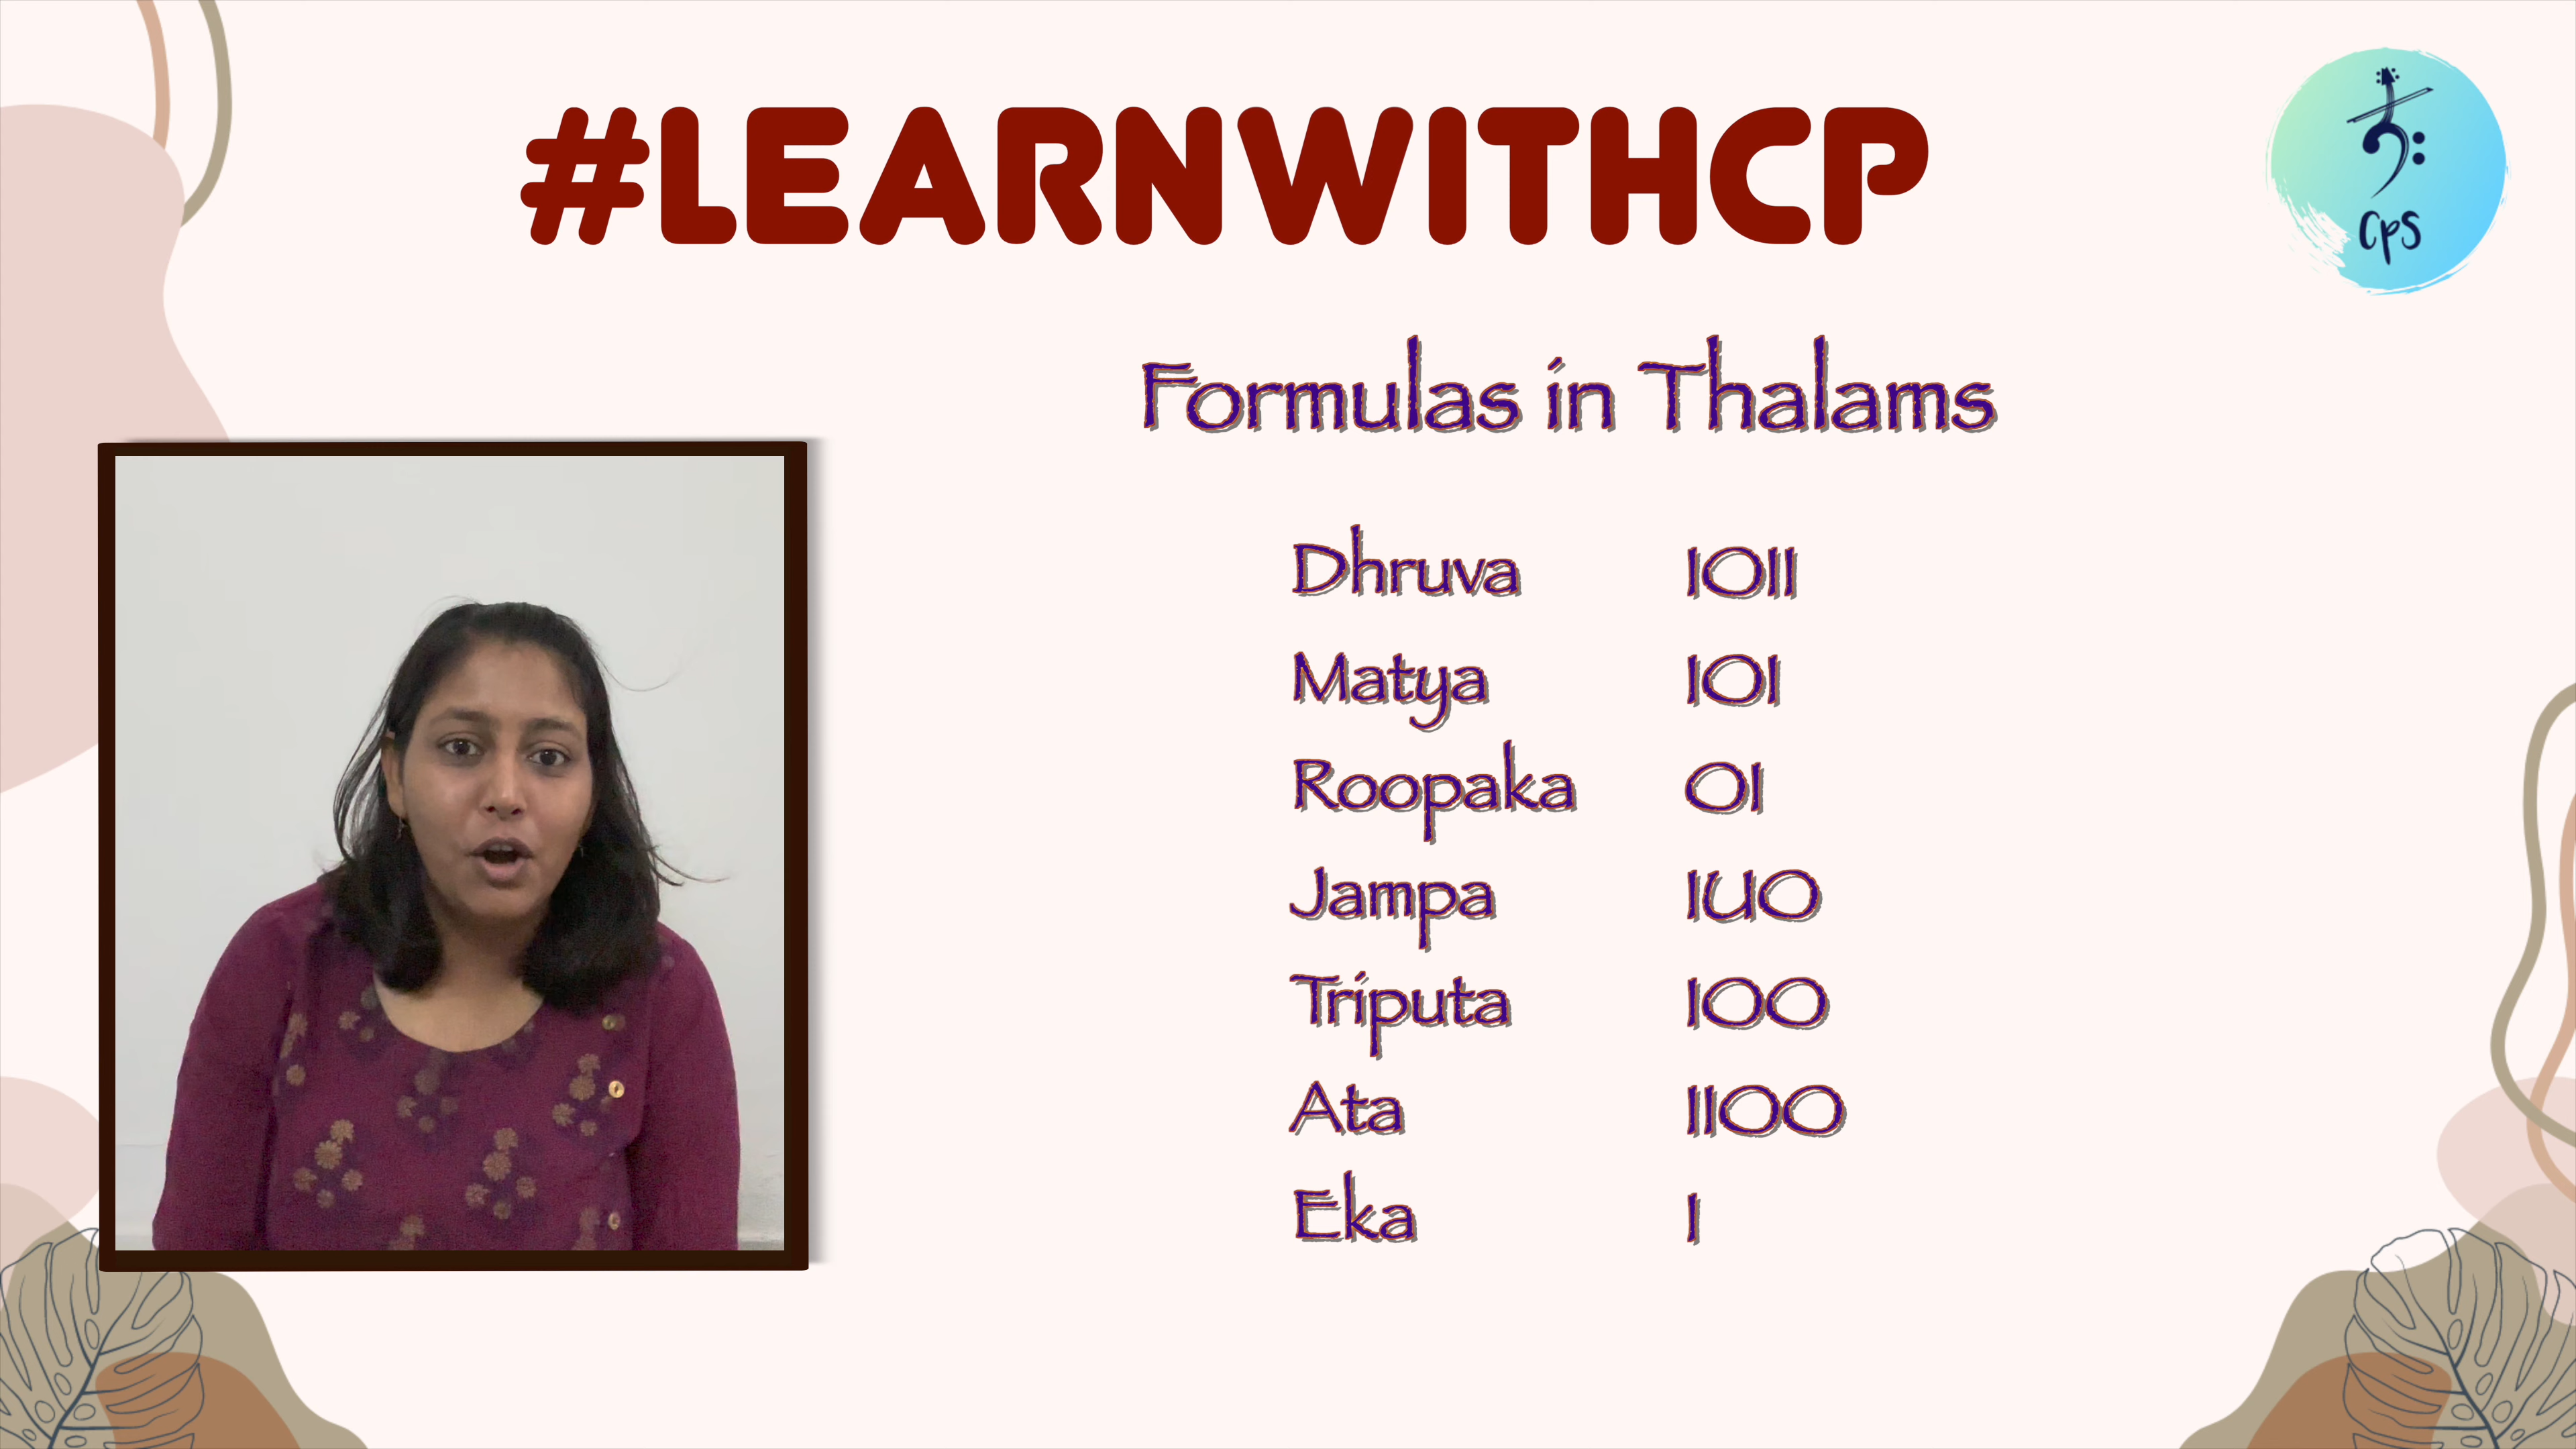 #LEARNWITHCP
CPS
Formulas in Thalams
Dhruva IOII
Matya IOI
Roopaka OI
Jampa IUO
Triputa IOO
Ata IIOO
Eka I